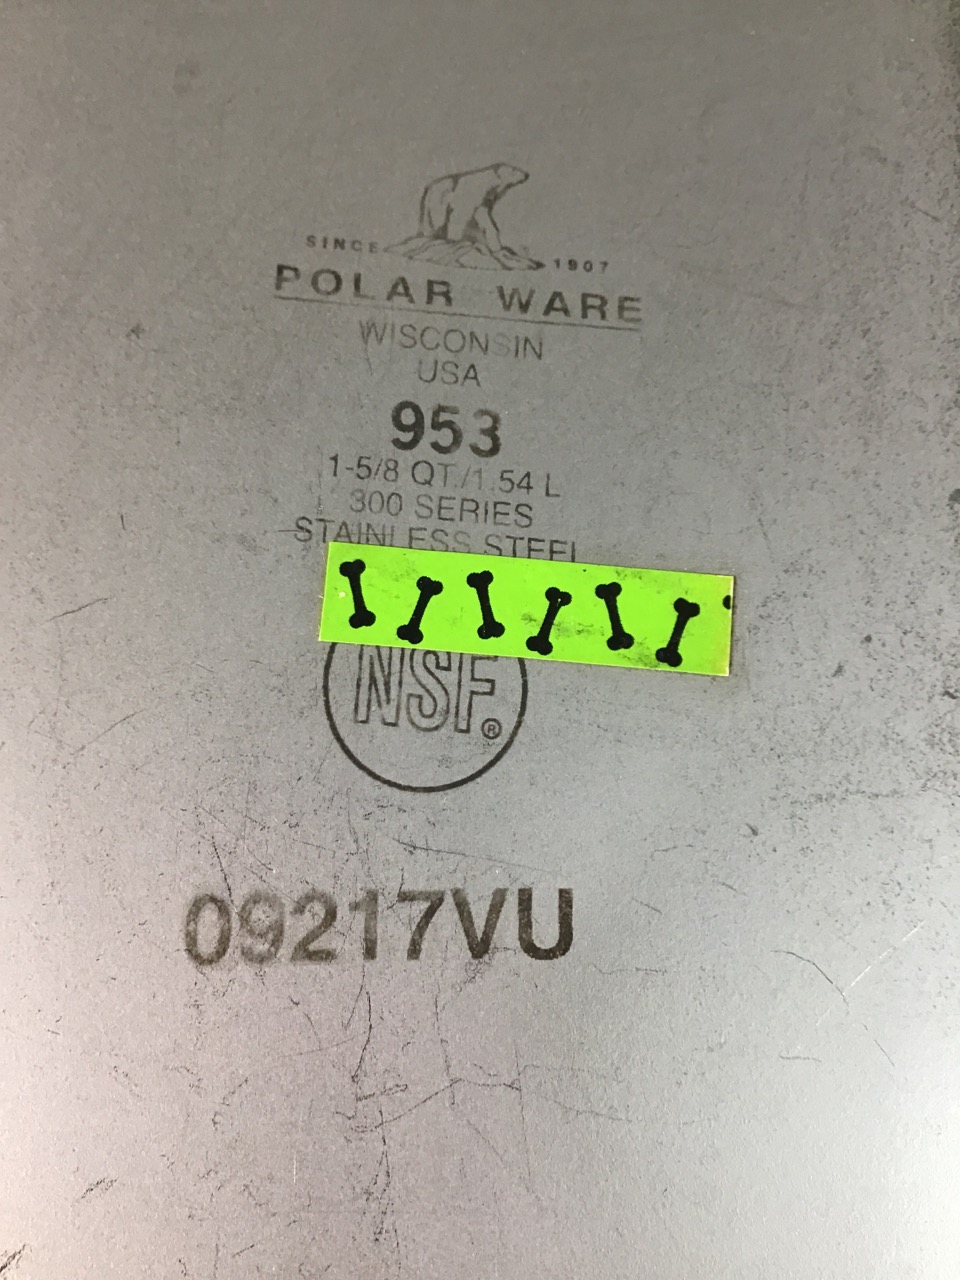 SINCE 1907
POLAR WARE
WISCONSIN
USA
953
1-5/8 QT./1.54 L
300 SERIES
STAINLESS STEEL
NSF®
09217VU